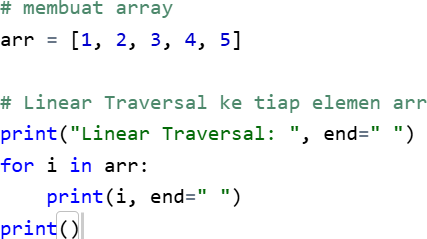 # membuat array
arr = [1, 2, 3, 4, 5]
# Linear Traversal ke tiap elemen arr
print("Linear Traversal: ", end=" ")
for i in arr:
    print(i, end=" ")
print()